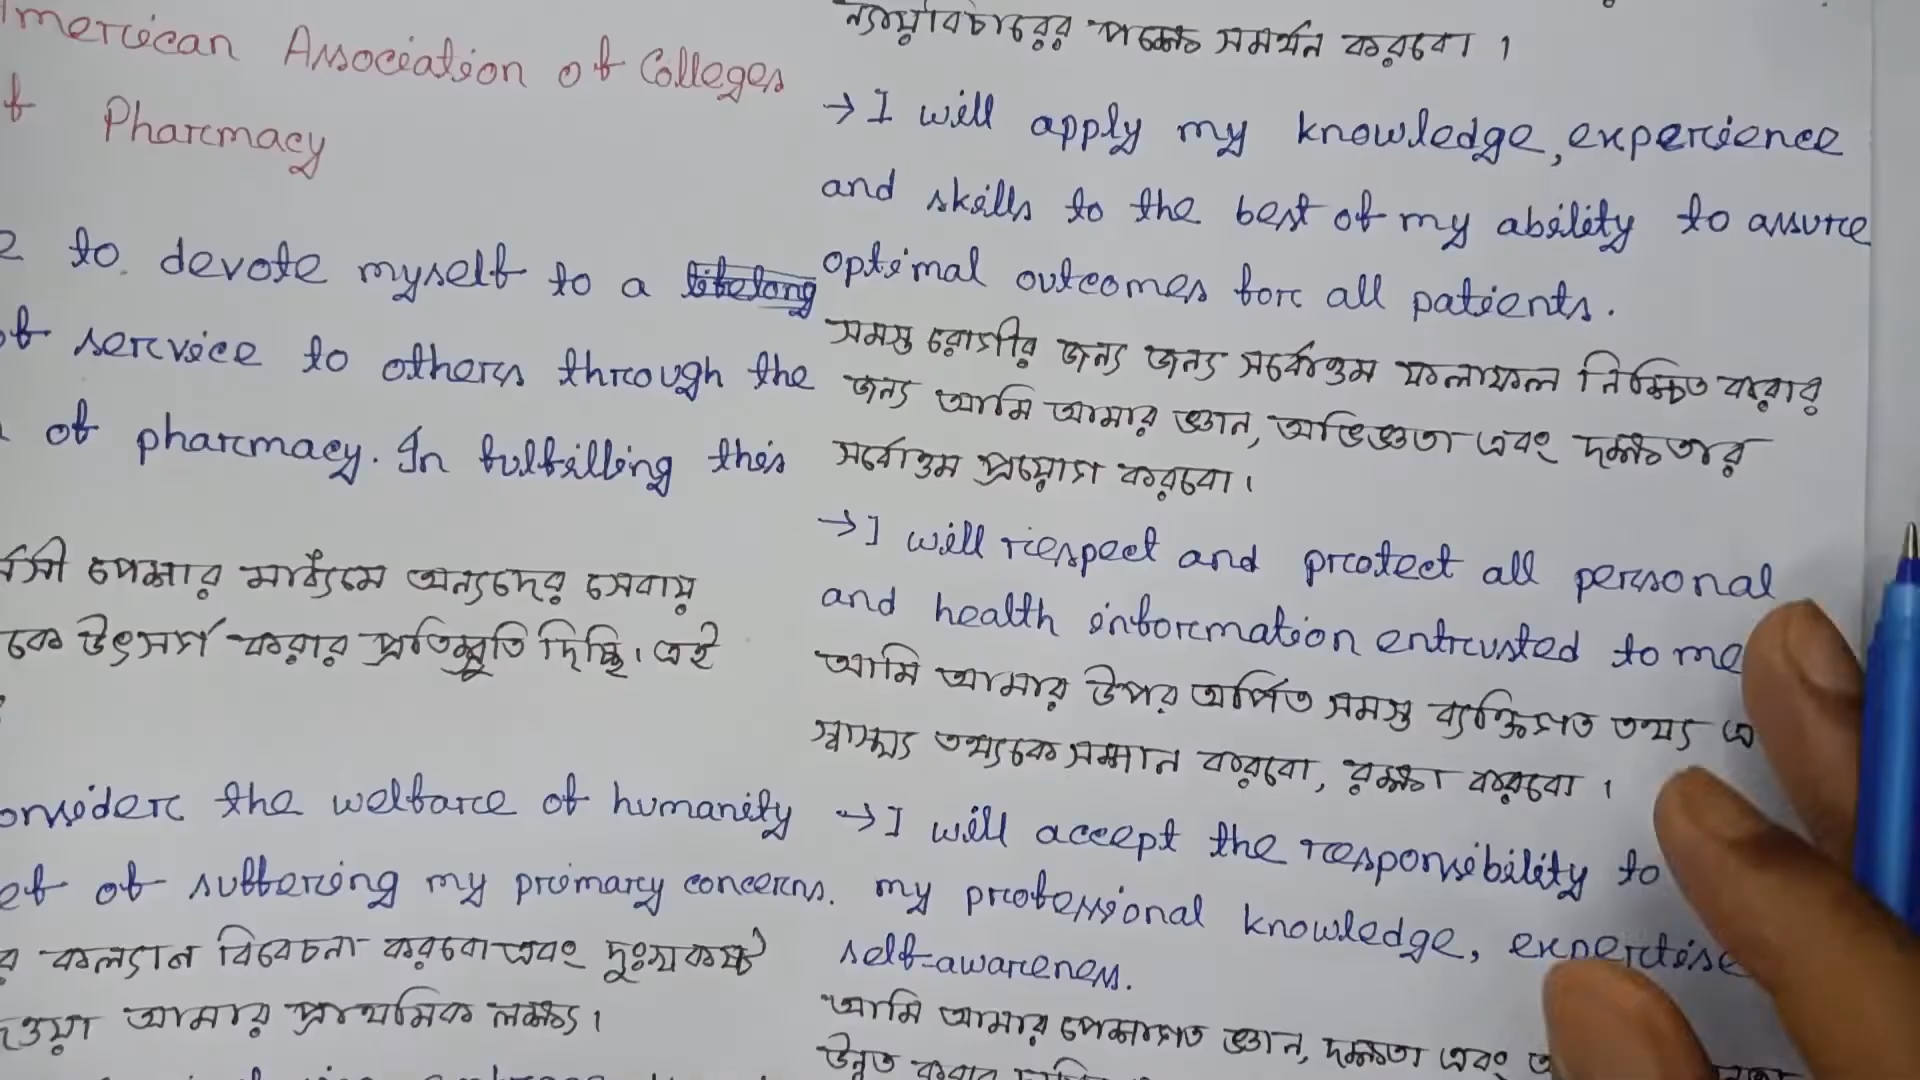 American Association of Colleges
Pharmacy
to devote myself to a lifelong
of service to others through the
of pharmacy. In fulfilling this
পেশার মাধ্যমে অন্যদের সেবায়
কে উৎসর্গ করার প্রতিশ্রুতি দিচ্ছি। এই
consider the welfare of humanity
of suffering my primary concerns.
র কল্যান বিবেচনা করবো এবং দুঃখকষ্ট
আমার প্রাথমিক লক্ষ্য।
ন্যায়বিচারের পক্ষে সমর্থন করবো।
→ I will apply my knowledge, experience
and skills to the best of my ability to assure
optimal outcomes for all patients.
সমস্ত রোগীর জন্য জন্য সর্বোত্তম ফলাফল নিশ্চিত করার
জন্য আমি আমার জ্ঞান, অভিজ্ঞতা এবং দক্ষতার
সর্বোত্তম প্রয়োগ করবো।
→ I will respect and protect all personal
and health information entrusted to me
আমি আমার উপর অর্পিত সমস্ত ব্যক্তিগত তথ্য এ
স্বাস্থ্য তথ্যকে সম্মান করবো, রক্ষা করবো।
→ I will accept the responsibility to
my professional knowledge, expertise
self-awareness.
আমি আমার পেশাগত জ্ঞান, দক্ষতা এবং
উন্নত করার